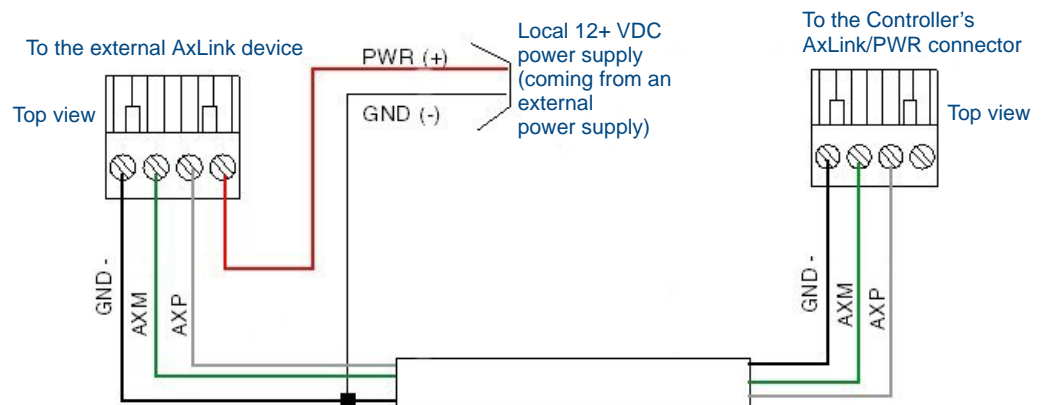 To the external AxLink device
Top view
PWR (+)
GND (-)
Local 12+ VDC
power supply
(coming from an
external
power supply)
To the Controller's
AxLink/PWR connector
Top view
GND -
AXM
AXP
GND -
AXM
AXP